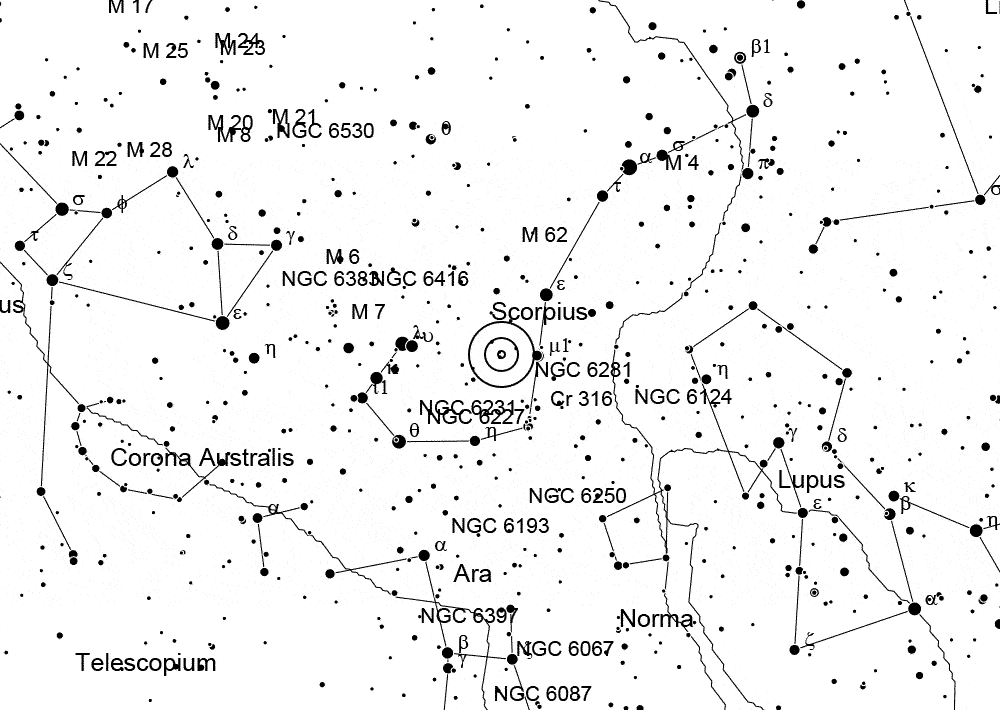 M 17
Li
M 24
M 25
M 23
β1
δ
M 20
M 21
M 8
NGC 6530
θ
M 22
M 28
λ
α
σ
M 4
π
σ
φ
σ
τ
δ
γ
M 62
τ
ζ
M 6
NGC 6383
NGC 6416
ε
us
ε
M 7
Scorpius
η
λ
υ
μ1
κ
NGC 6281
η
ι1
NGC 6231
Cr 316
NGC 6124
NGC 6227
θ
η
γ
δ
Corona Australis
Lupus
κ
NGC 6250
β
α
ε
η
NGC 6193
α
Ara
α
NGC 6397
Norma
β
ζ
NGC 6067
γ
Telescopium
NGC 6087